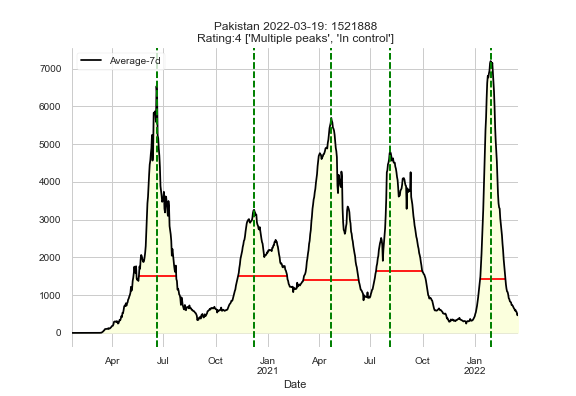 Pakistan 2022-03-19: 1521888
Rating:4 ['Multiple peaks', 'In control']
Average-7d
7000
6000
5000
4000
3000
2000
1000
0
Apr Jul Oct Jan Apr Jul Oct Jan
2021 2022
Date